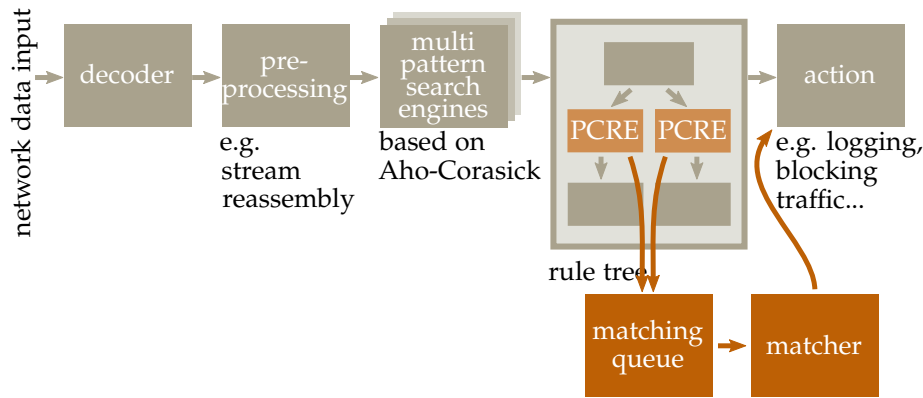 network data input
decoder
pre-
processing
e.g.
stream
reassembly
multi
pattern
search
engines
based on
Aho-Corasick
PCRE
PCRE
rule tree
action
e.g. logging,
blocking
traffic...
matching
queue
matcher